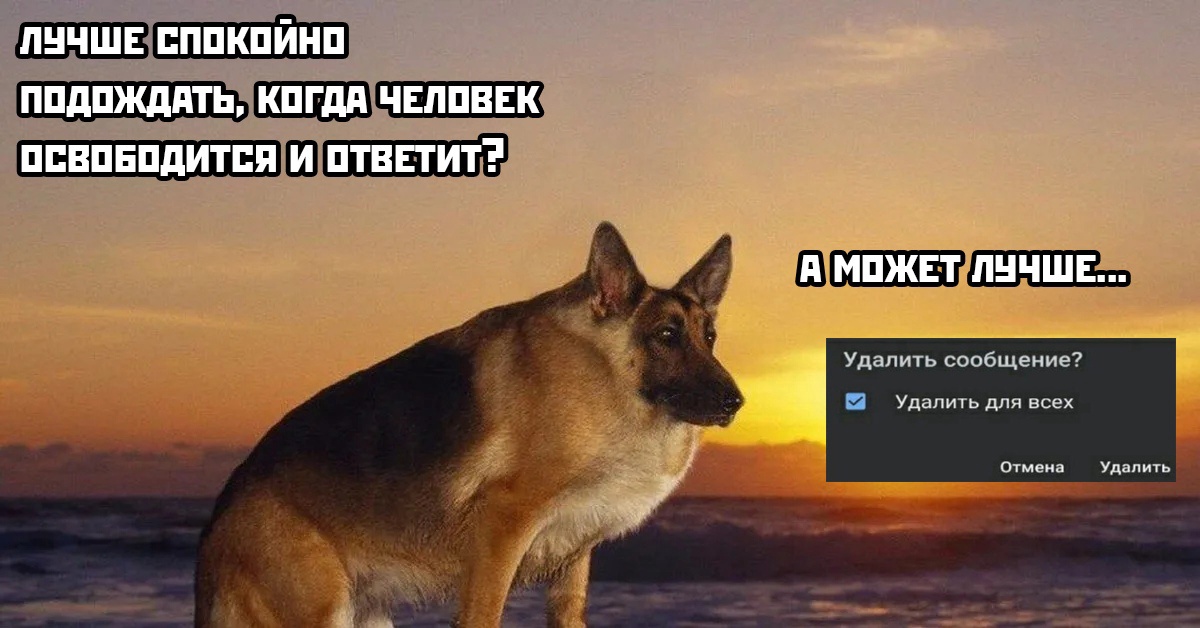 ЛУЧШЕ СПОКОЙНО
ПОДОЖДАТЬ, КОГДА ЧЕЛОВЕК
ОСВОБОДИТСЯ И ОТВЕТИТ?
А МОЖЕТ ЛУЧШЕ...
Удалить сообщение?
Удалить для всех
Отмена Удалить